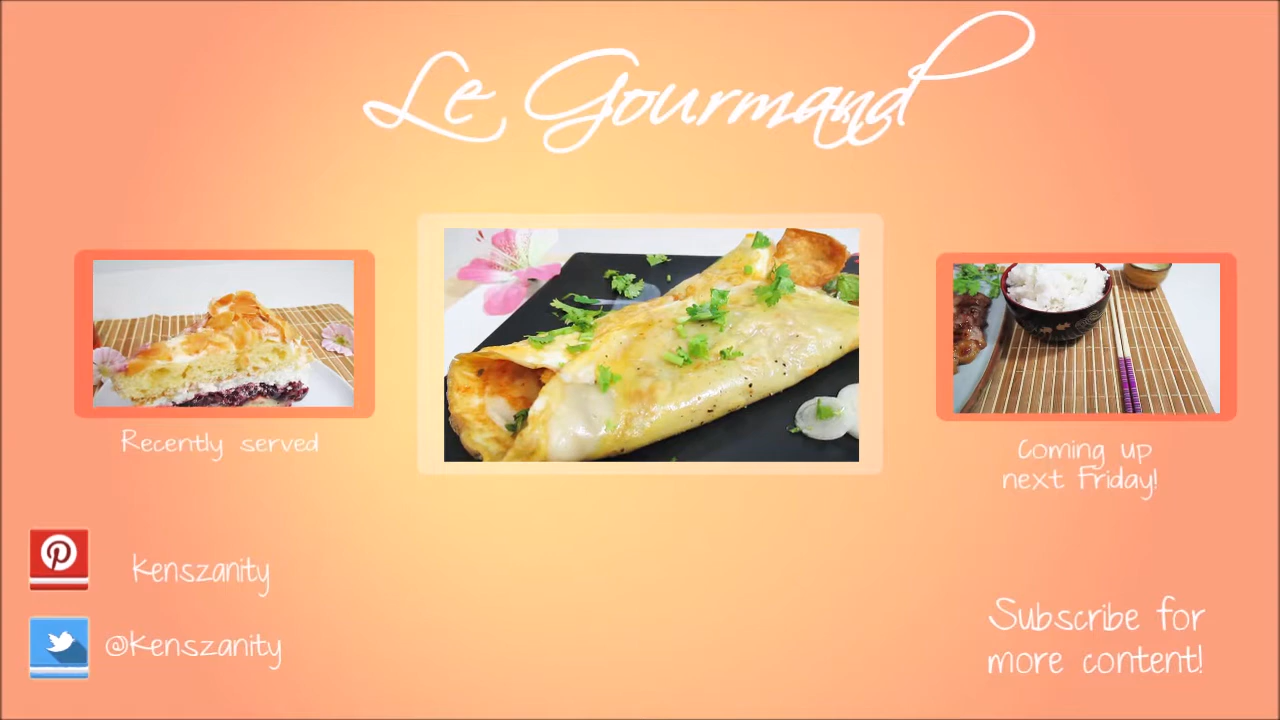 Le Gourmand
Recently served
Coming up
next Friday!
kenszanity
@Kenszanity
Subscribe for
more content!